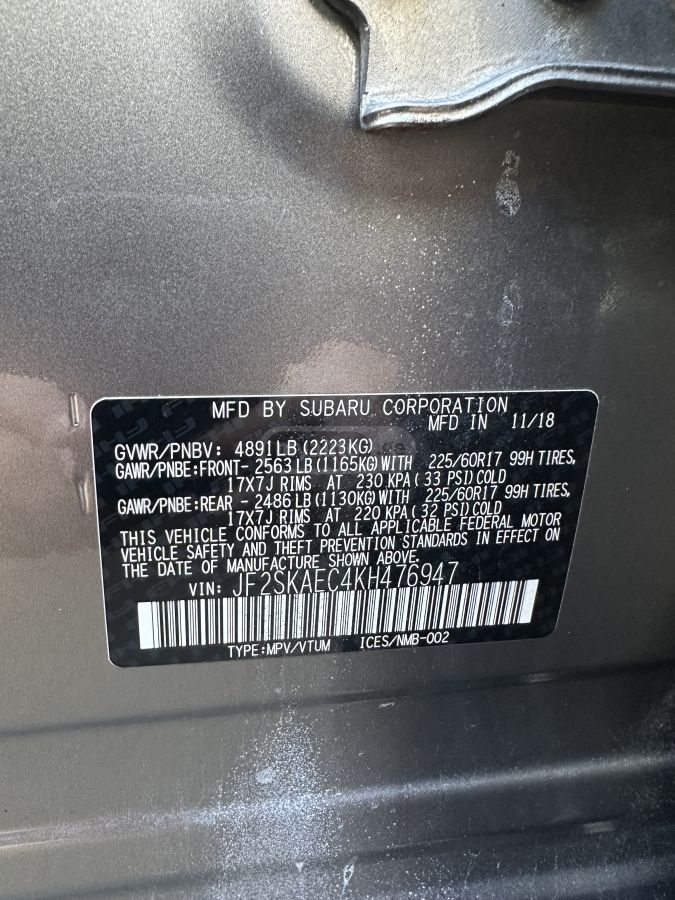 MFD BY SUBARU CORPORATION
MFD IN 11/18
GVWR/PNBV: 4891LB(2223KG)
GAWR/PNBE:FRONT- 2563LB(1165KG)WITH 225/60R17 99H TIRES,
17X7J RIMS AT 230 KPA( 33 PSI)COLD
GAWR/PNBE:REAR - 2486LB(1130KG)WITH 225/60R17 99H TIRES,
17X7J RIMS AT 220 KPA( 32 PSI)COLD
THIS VEHICLE CONFORMS TO ALL APPLICABLE FEDERAL MOTOR
VEHICLE SAFETY AND THEFT PREVENTION STANDARDS IN EFFECT ON
THE DATE OF MANUFACTURE SHOWN ABOVE.
VIN: JF2SKAEC4KH476947
TYPE:MPV/VTUM ICES/NMB-002